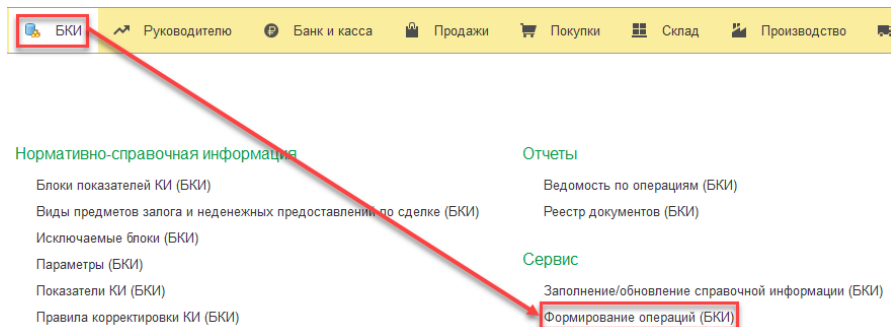 БКИ Руководителю Банк и касса Продажи Покупки Склад Производство
Нормативно-справочная информация
Блоки показателей КИ (БКИ)
Виды предметов залога и неденежных предоставлений по сделке (БКИ)
Исключаемые блоки (БКИ)
Параметры (БКИ)
Показатели КИ (БКИ)
Правила корректировки КИ (БКИ)
Отчеты
Ведомость по операциям (БКИ)
Реестр документов (БКИ)
Сервис
Заполнение/обновление справочной информации (БКИ)
Формирование операций (БКИ)